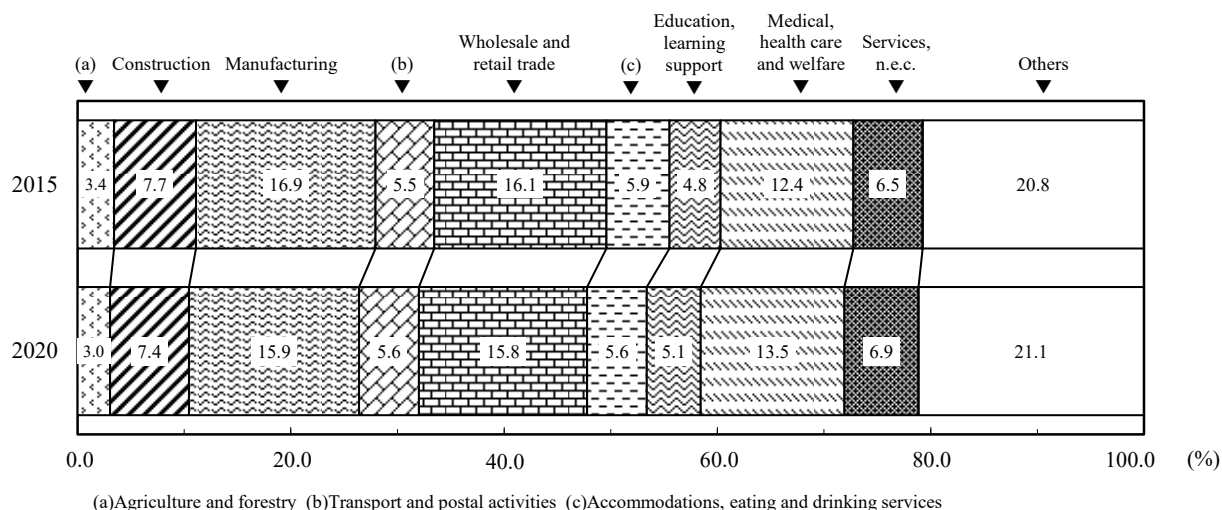 Education, Medical,
Wholesale and learning health care Services,
(a) Construction Manufacturing (b) retail trade (c) support and welfare n.e.c. Others
2015 3.4 7.7 16.9 5.5 16.1 5.9 4.8 12.4 6.5 20.8
2020 3.0 7.4 15.9 5.6 15.8 5.6 5.1 13.5 6.9 21.1
0.0 20.0 40.0 60.0 80.0 100.0 (%)
(a)Agriculture and forestry (b)Transport and postal activities (c)Accommodations, eating and drinking services